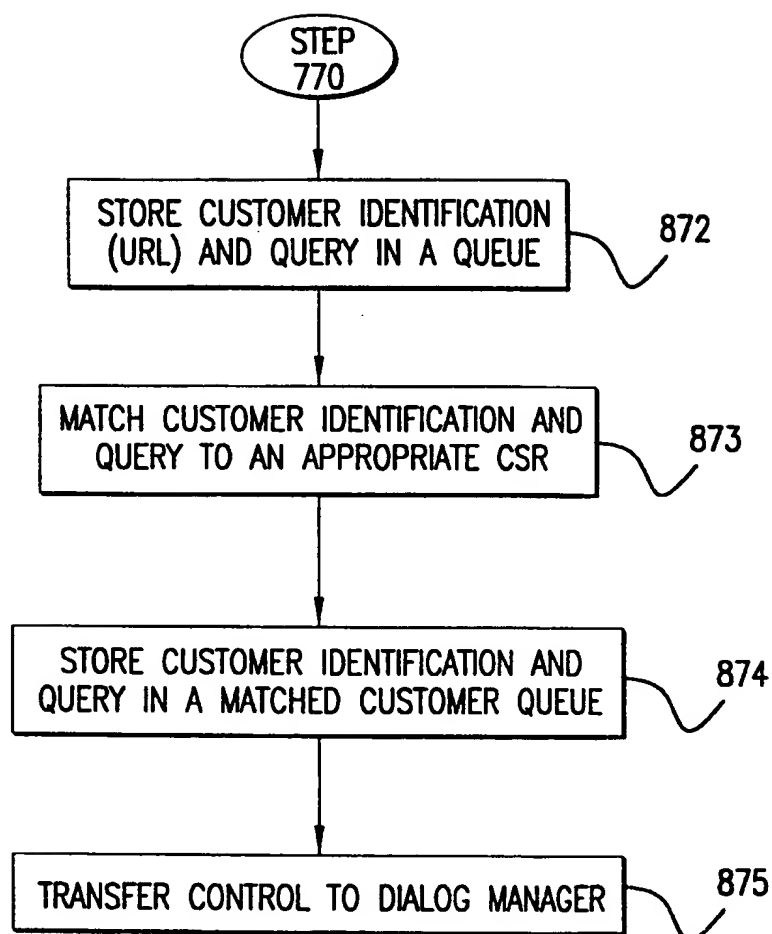 STEP
770
STORE CUSTOMER IDENTIFICATION
(URL) AND QUERY IN A QUEUE
872
MATCH CUSTOMER IDENTIFICATION AND
QUERY TO AN APPROPRIATE CSR
873
STORE CUSTOMER IDENTIFICATION AND
QUERY IN A MATCHED CUSTOMER QUEUE
874
TRANSFER CONTROL TO DIALOG MANAGER
875